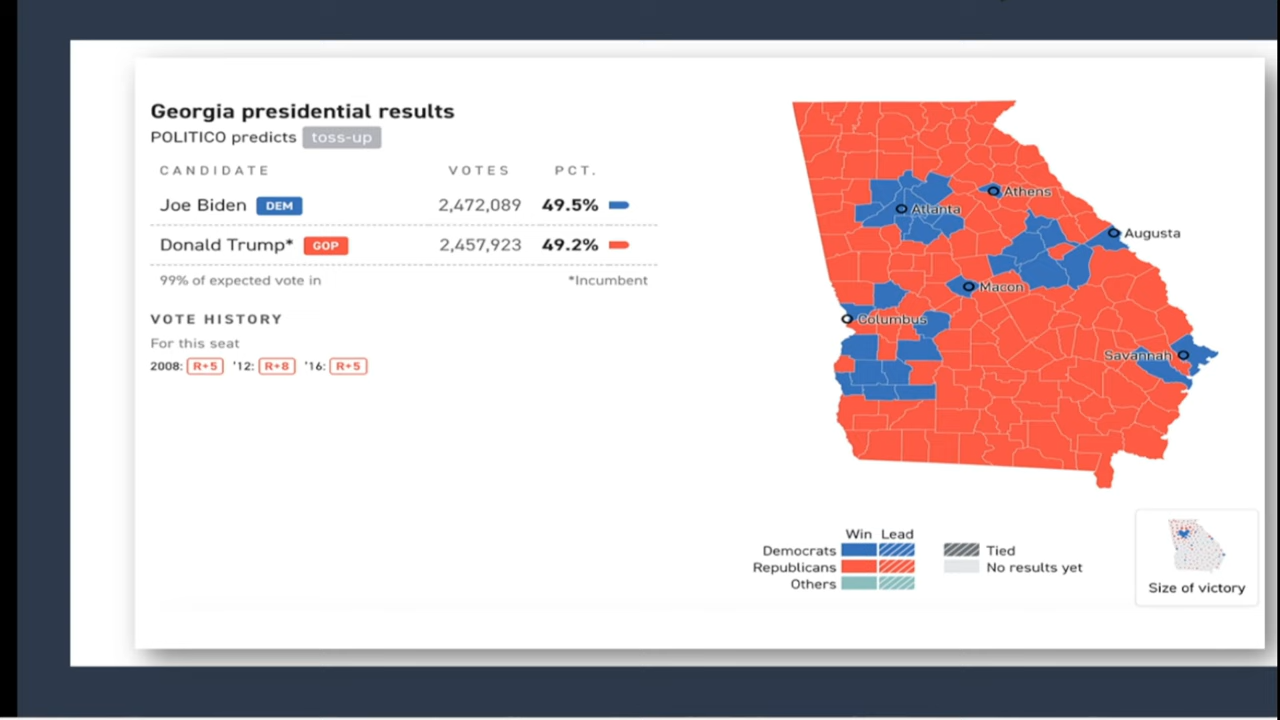 Georgia presidential results
POLITICO predicts toss-up
CANDIDATE VOTES PCT.
Joe Biden DEM 2,472,089 49.5%
Donald Trump* GOP 2,457,923 49.2%
99% of expected vote in *Incumbent
VOTE HISTORY
For this seat
2008: R+5 '12: R+8 '16: R+5
Athens
Atlanta
Augusta
Macon
Columbus
Savannah
Win Lead
Democrats
Republicans
Others
Tied
No results yet
Size of victory